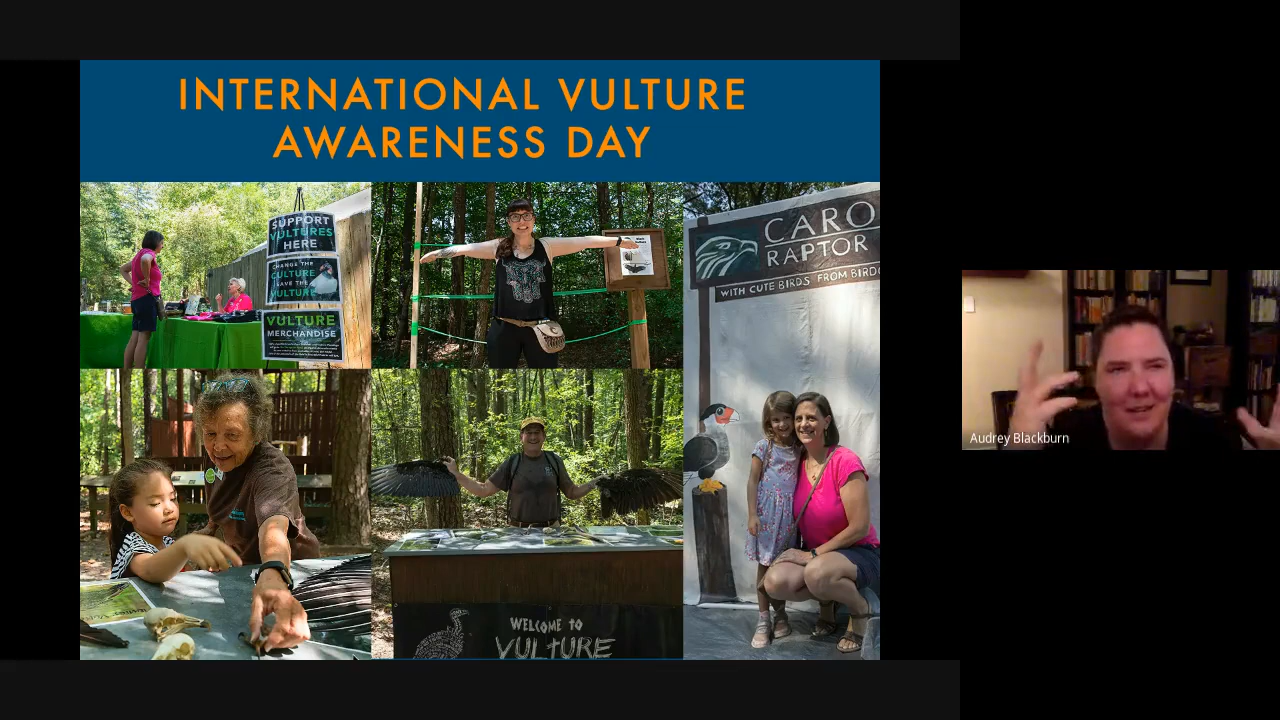 INTERNATIONAL VULTURE
AWARENESS DAY
SUPPORT
VULTURES
HERE
CHANGE THE
CULTURE
SAVE THE
VULTURE
VULTURE
MERCHANDISE
CARO
RAPTOR
WITH CUTE BIRDS, FROM BIRD
WELCOME TO
VULTURE
Audrey Blackburn